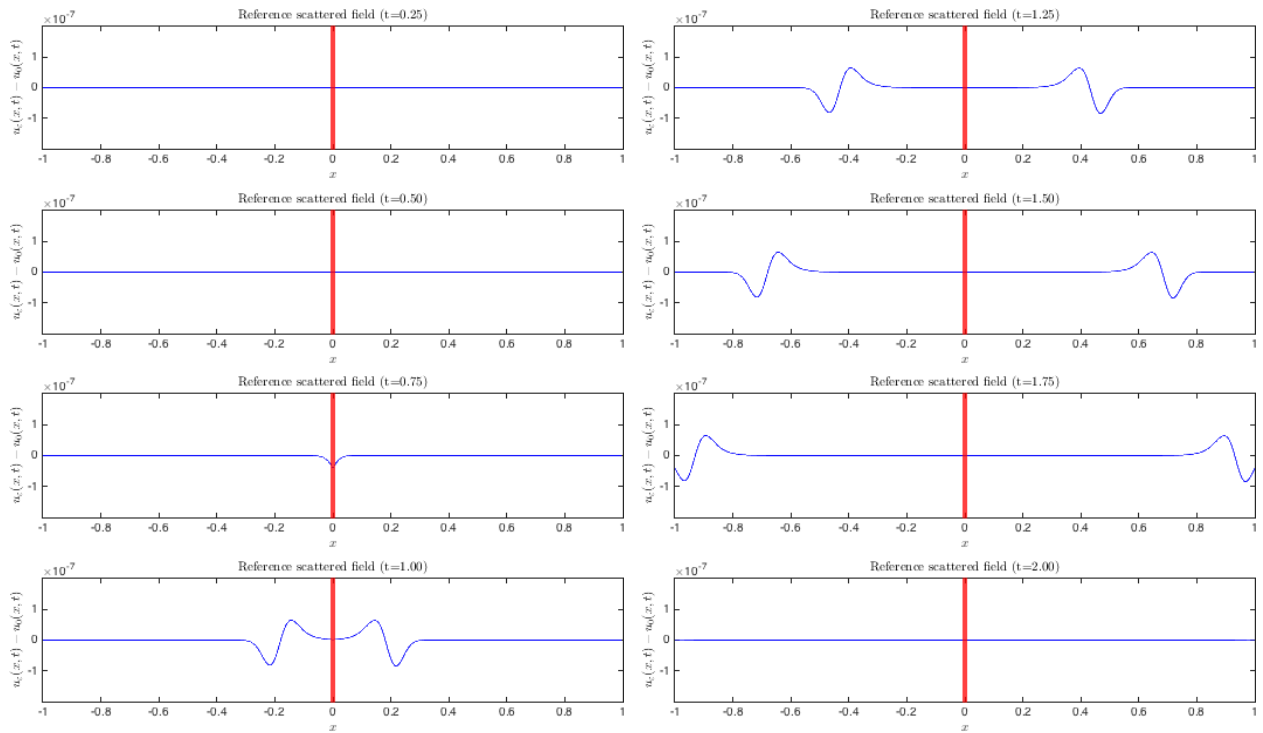 ×10⁻⁷
Reference scattered field (t=0.25)
u_ε(x, t) − u_0(x, t)
1
0
-1
-1 -0.8 -0.6 -0.4 -0.2 0 0.2 0.4 0.6 0.8 1
x
×10⁻⁷
Reference scattered field (t=0.50)
u_ε(x, t) − u_0(x, t)
1
0
-1
-1 -0.8 -0.6 -0.4 -0.2 0 0.2 0.4 0.6 0.8 1
x
×10⁻⁷
Reference scattered field (t=0.75)
u_ε(x, t) − u_0(x, t)
1
0
-1
-1 -0.8 -0.6 -0.4 -0.2 0 0.2 0.4 0.6 0.8 1
x
×10⁻⁷
Reference scattered field (t=1.00)
u_ε(x, t) − u_0(x, t)
1
0
-1
-1 -0.8 -0.6 -0.4 -0.2 0 0.2 0.4 0.6 0.8 1
x
×10⁻⁷
Reference scattered field (t=1.25)
u_ε(x, t) − u_0(x, t)
1
0
-1
-1 -0.8 -0.6 -0.4 -0.2 0 0.2 0.4 0.6 0.8 1
x
×10⁻⁷
Reference scattered field (t=1.50)
u_ε(x, t) − u_0(x, t)
1
0
-1
-1 -0.8 -0.6 -0.4 -0.2 0 0.2 0.4 0.6 0.8 1
x
×10⁻⁷
Reference scattered field (t=1.75)
u_ε(x, t) − u_0(x, t)
1
0
-1
-1 -0.8 -0.6 -0.4 -0.2 0 0.2 0.4 0.6 0.8 1
x
×10⁻⁷
Reference scattered field (t=2.00)
u_ε(x, t) − u_0(x, t)
1
0
-1
-1 -0.8 -0.6 -0.4 -0.2 0 0.2 0.4 0.6 0.8 1
x